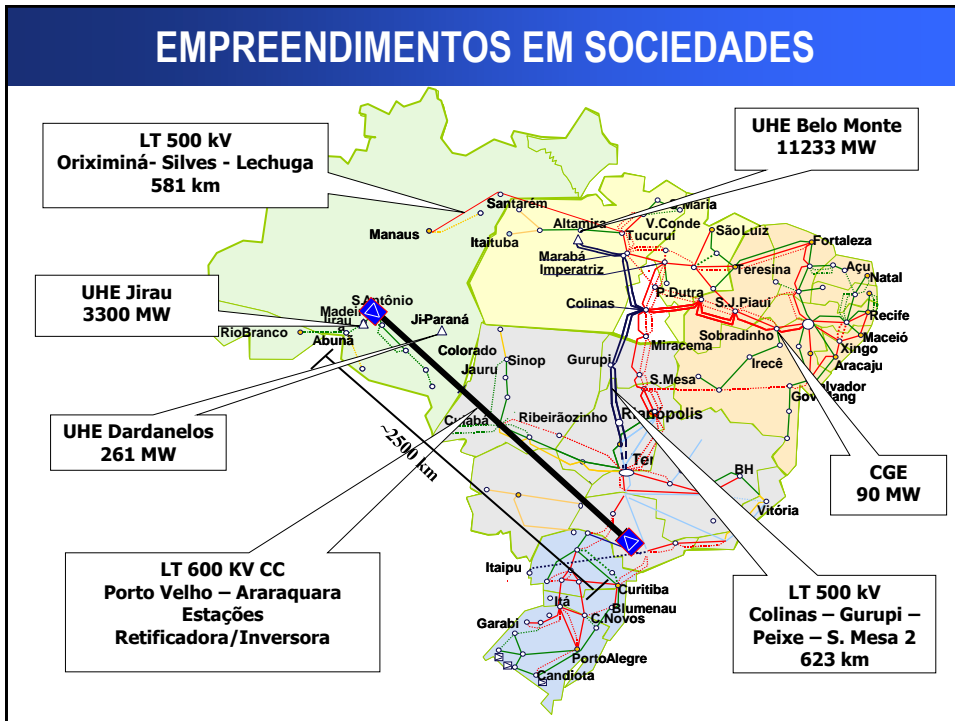 EMPREENDIMENTOS EM SOCIEDADES
LT 500 kV
Oriximiná- Silves - Lechuga
581 km
UHE Belo Monte
11233 MW
UHE Jirau
3300 MW
UHE Dardanelos
261 MW
LT 600 KV CC
Porto Velho – Araraquara
Estações
Retificadora/Inversora
CGE
90 MW
LT 500 kV
Colinas – Gurupi –
Peixe – S. Mesa 2
623 km
~2500 km
Santarém
Manaus
Itaituba
Altamira
Tucuruí
V.Conde
São Luiz
Fortaleza
Marabá
Imperatriz
Teresina
Açu
Natal
P.Dutra
S.J.Piauí
Colinas
Recife
Sobradinho
Maceió
Xingo
Aracaju
Irecê
Miracema
Gurupi
S.Mesa
S.Antônio
Madeira
Jirau
Ji-Paraná
RioBranco
Abunã
Colorado
Jauru
Sinop
Cuiabá
Ribeirãozinho
BH
Vitória
Itaipu
Curitiba
Itá
Blumenau
C.Novos
Garabi
PortoAlegre
Candiota